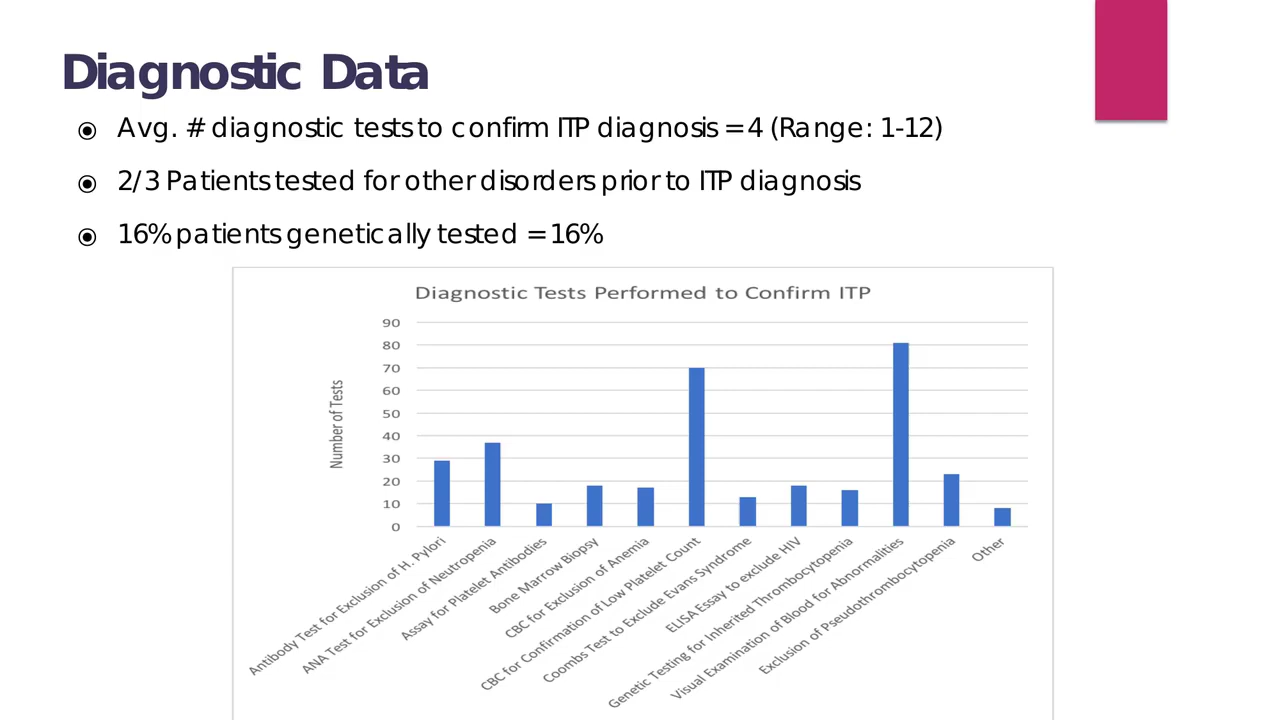 Diagnostic Data
Avg. # diagnostic tests to confirm ITP diagnosis = 4 (Range: 1-12)
2/3 Patients tested for other disorders prior to ITP diagnosis
16% patients genetically tested = 16%
Diagnostic Tests Performed to Confirm ITP
Number of Tests
90
80
70
60
50
40
30
20
10
0
Antibody Test for Exclusion of H. Pylori
ANA Test for Exclusion of Neutropenia
Assay for Platelet Antibodies
Bone Marrow Biopsy
CBC for Exclusion of Anemia
CBC for Confirmation of Low Platelet Count
Coombs Test to Exclude Evans Syndrome
ELISA Essay to exclude HIV
Genetic Testing for Inherited Thrombocytopenia
Visual Examination of Blood for Abnormalities
Exclusion of Pseudothrombocytopenia
Other